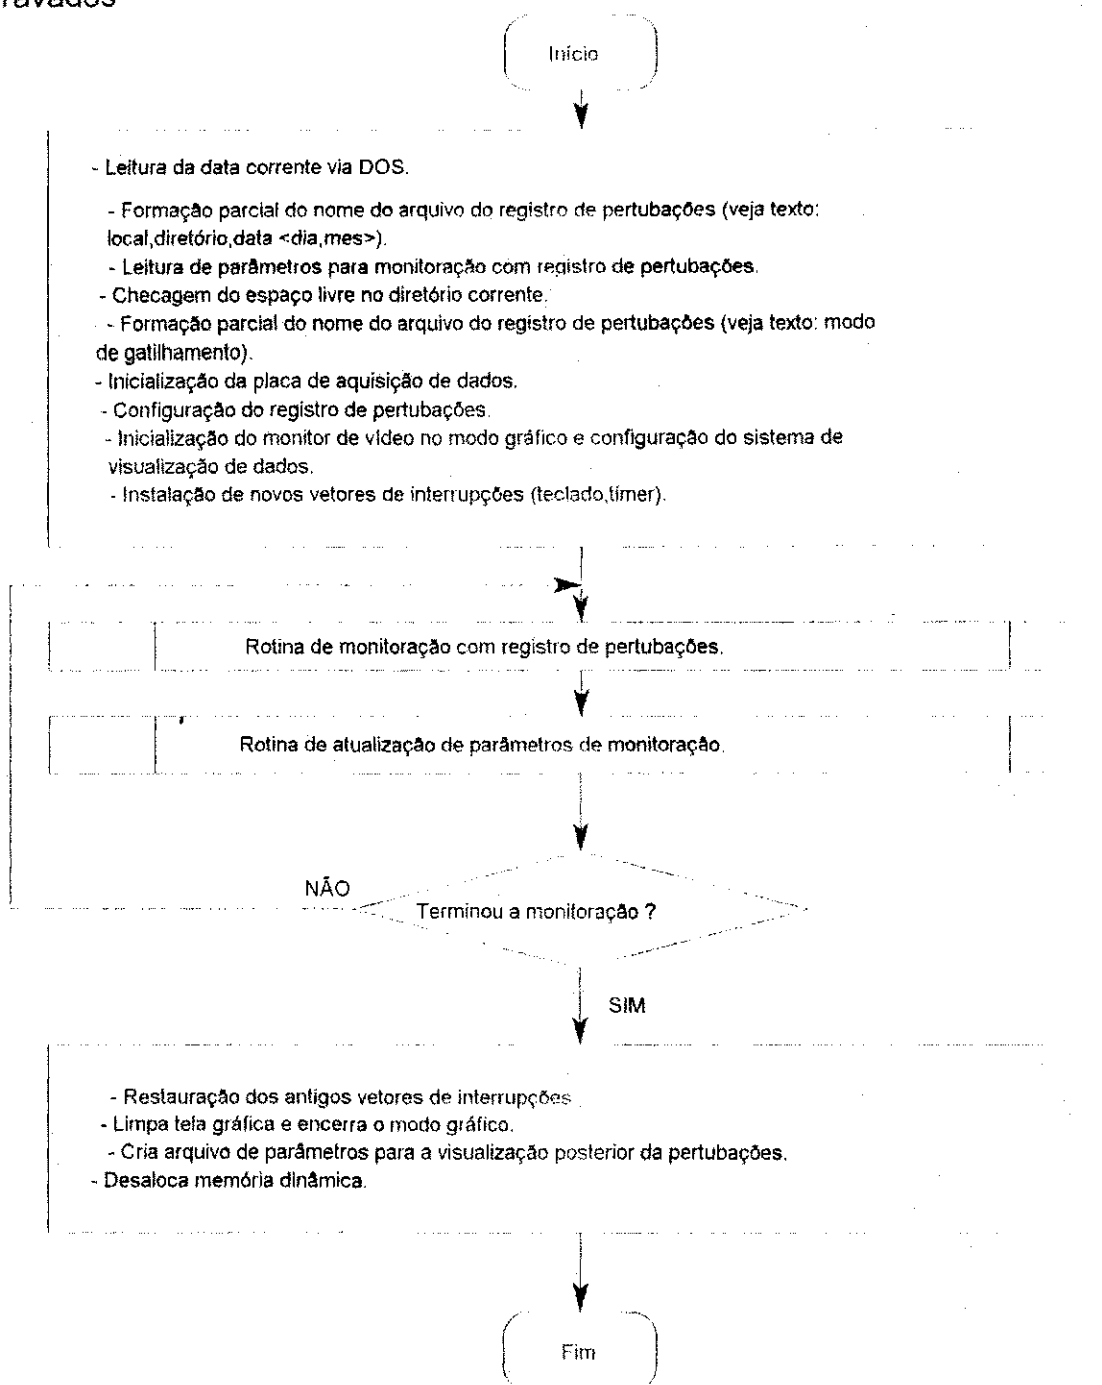 Início
- Leitura da data corrente via DOS.
- Formação parcial do nome do arquivo do registro de pertubações (veja texto:
local,diretório,data <dia,mes>).
- Leitura de parâmetros para monitoração com registro de pertubações.
- Checagem do espaço livre no diretório corrente.
- Formação parcial do nome do arquivo do registro de pertubações (veja texto: modo
de gatilhamento).
- Inicialização da placa de aquisição de dados.
- Configuração do registro de pertubações.
- Inicialização do monitor de vídeo no modo gráfico e configuração do sistema de
visualização de dados.
- Instalação de novos vetores de interrupções (teclado,timer).
Rotina de monitoração com registro de pertubações.
Rotina de atualização de parâmetros de monitoração.
NÃO
Terminou a monitoração ?
SIM
- Restauração dos antigos vetores de interrupções
- Limpa tela gráfica e encerra o modo gráfico.
- Cria arquivo de parâmetros para a visualização posterior da pertubações.
- Desaloca memória dinâmica.
Fim